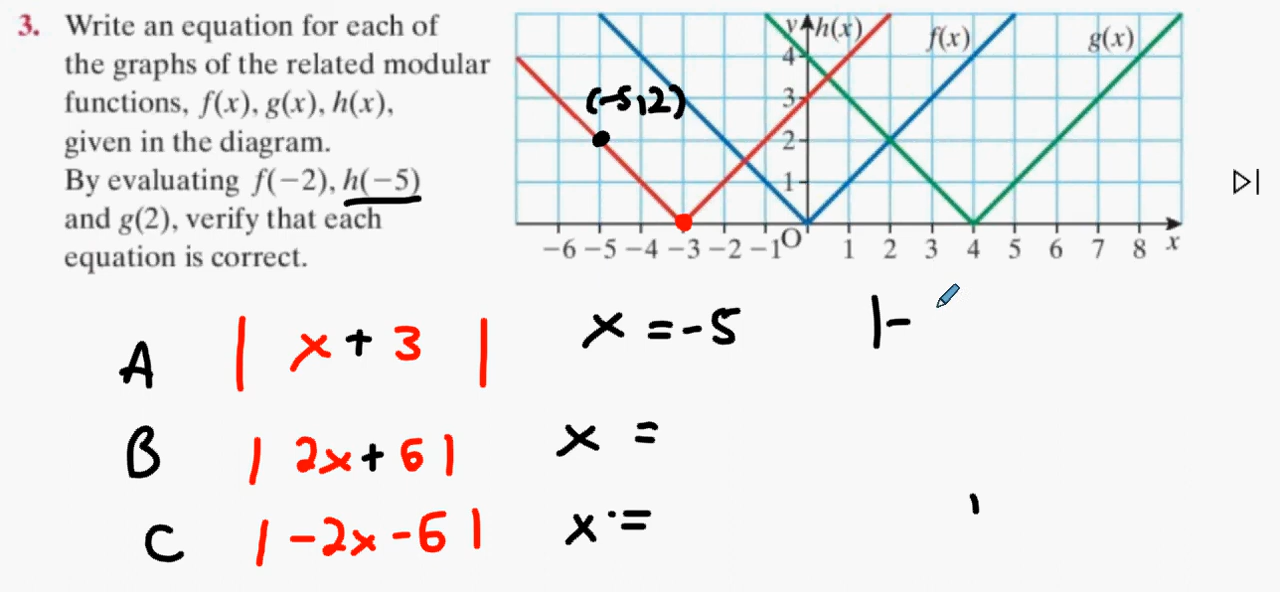 3. Write an equation for each of
the graphs of the related modular
functions, f(x), g(x), h(x),
given in the diagram.
By evaluating f(−2), h(−5)
and g(2), verify that each
equation is correct.
y h(x) f(x) g(x)
4
(-5,2) 3
2
1
−6 −5 −4 −3 −2 −1 O 1 2 3 4 5 6 7 8 x
A | x + 3 | x = -5 |-
B | 2x + 6 | x =
C | -2x - 6 | x =